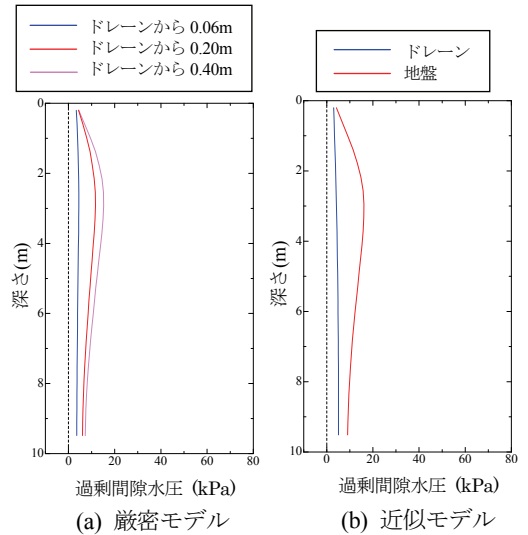 ドレーンから 0.06m
ドレーンから 0.20m
ドレーンから 0.40m
0
2
4
6
8
10
深さ(m)
0 20 40 60 80
過剰間隙水圧 (kPa)
(a) 厳密モデル
ドレーン
地盤
0
2
4
6
8
10
深さ(m)
0 20 40 60 80
過剰間隙水圧 (kPa)
(b) 近似モデル